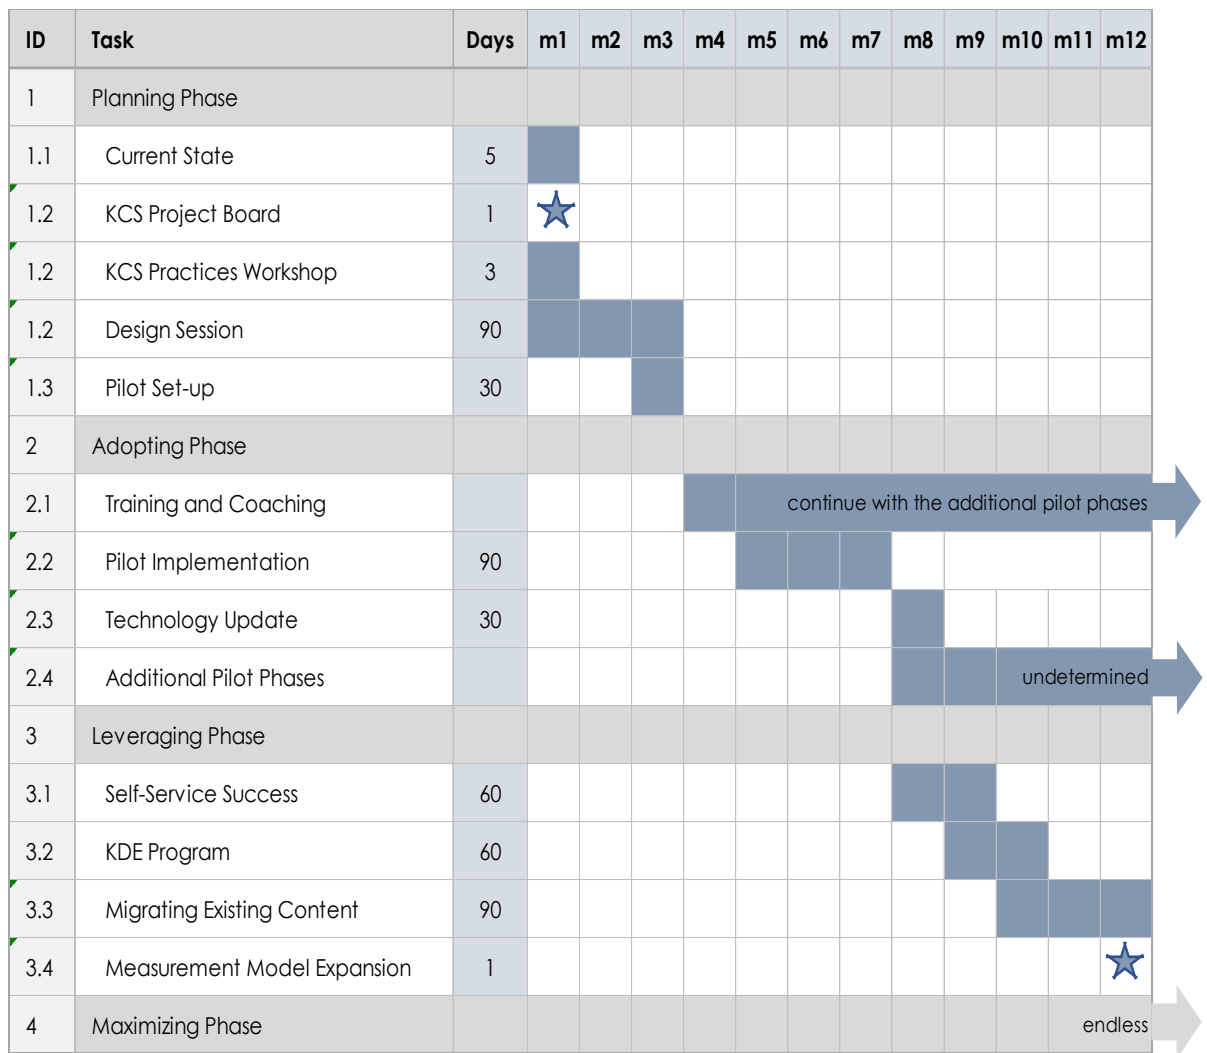 ID Task Days m1 m2 m3 m4 m5 m6 m7 m8 m9 m10 m11 m12
1 Planning Phase
1.1 Current State 5
1.2 KCS Project Board 1
1.2 KCS Practices Workshop 3
1.2 Design Session 90
1.3 Pilot Set-up 30
2 Adopting Phase
2.1 Training and Coaching continue with the additional pilot phases
2.2 Pilot Implementation 90
2.3 Technology Update 30
2.4 Additional Pilot Phases undetermined
3 Leveraging Phase
3.1 Self-Service Success 60
3.2 KDE Program 60
3.3 Migrating Existing Content 90
3.4 Measurement Model Expansion 1
4 Maximizing Phase endless